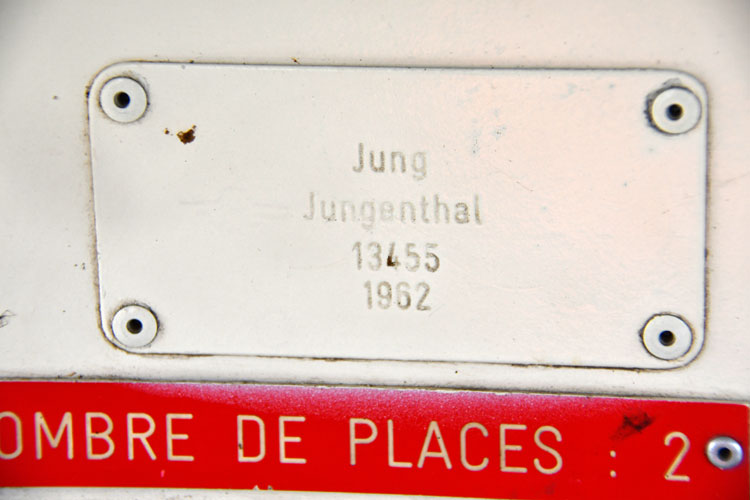 Jung
Jungenthal
13455
1962
OMBRE DE PLACES : 2